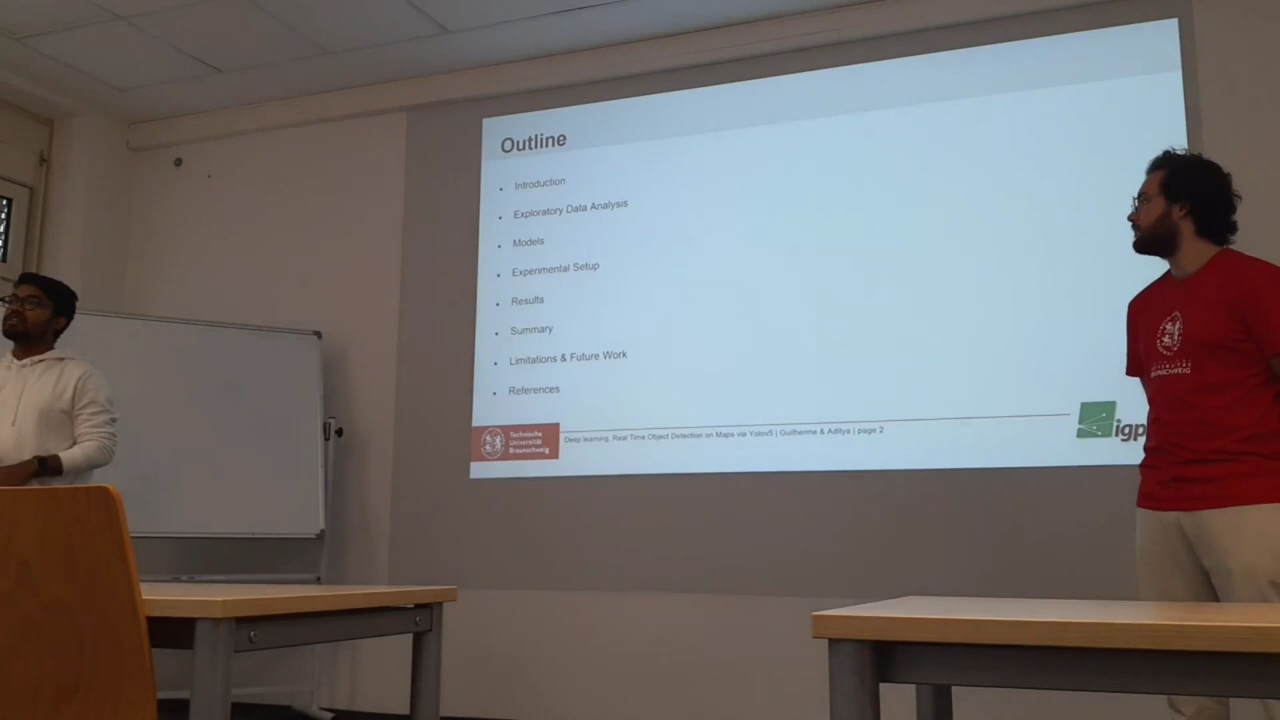 Outline
Introduction
Exploratory Data Analysis
Models
Experimental Setup
Results
Summary
Limitations & Future Work
References
Technische
Universität
Braunschweig
Deep learning, Real Time Object Detection on Maps via Yolov5 | Guilherme & Aditya | page 2
igp
BRAUNSCHWEIG